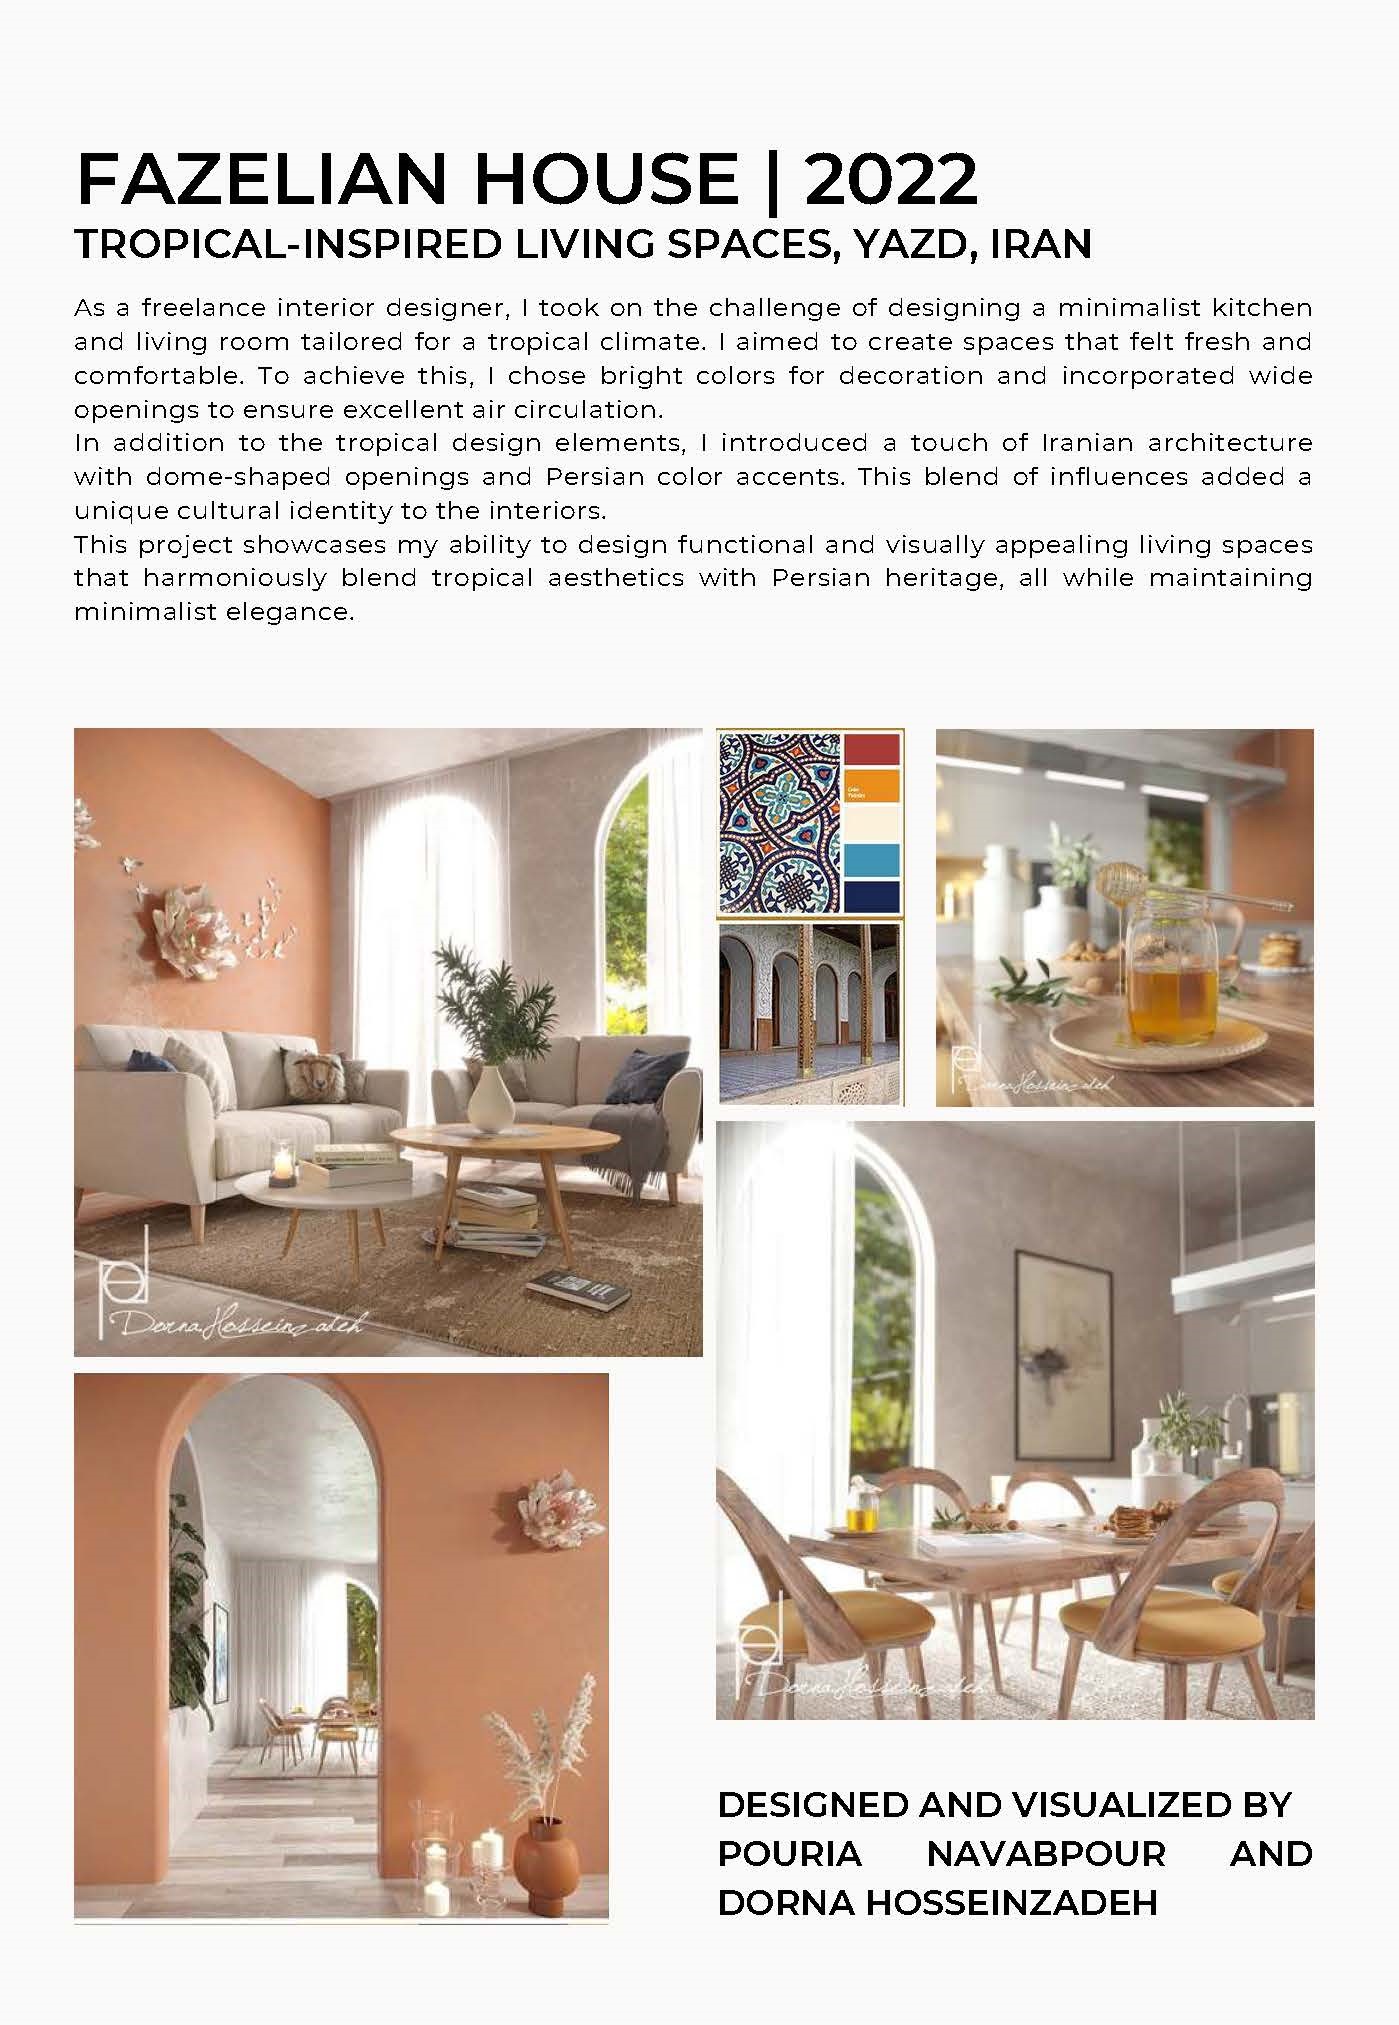 FAZELIAN HOUSE | 2022
TROPICAL-INSPIRED LIVING SPACES, YAZD, IRAN
As a freelance interior designer, I took on the challenge of designing a minimalist kitchen
and living room tailored for a tropical climate. I aimed to create spaces that felt fresh and
comfortable. To achieve this, I chose bright colors for decoration and incorporated wide
openings to ensure excellent air circulation.
In addition to the tropical design elements, I introduced a touch of Iranian architecture
with dome-shaped openings and Persian color accents. This blend of influences added a
unique cultural identity to the interiors.
This project showcases my ability to design functional and visually appealing living spaces
that harmoniously blend tropical aesthetics with Persian heritage, all while maintaining
minimalist elegance.
Color
Palette
Dorna Hosseinzadeh
Dorna Hosseinzadeh
Dorna Hosseinzadeh
DESIGNED AND VISUALIZED BY
POURIA NAVABPOUR AND
DORNA HOSSEINZADEH